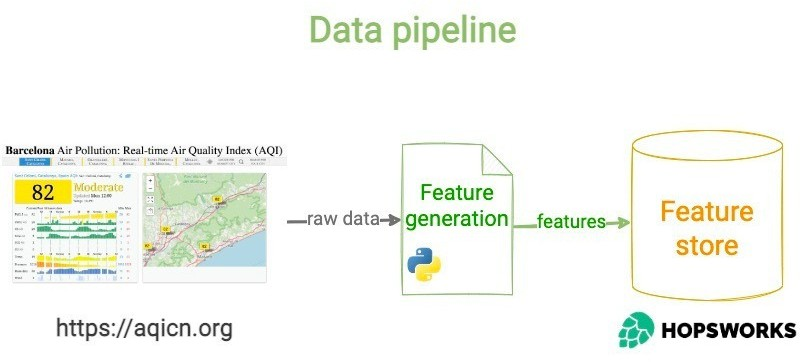 Data pipeline
Barcelona Air Pollution: Real-time Air Quality Index (AQI)
82
Moderate
raw data
Feature
generation
features
Feature
store
https://aqicn.org
HOPSWORKS